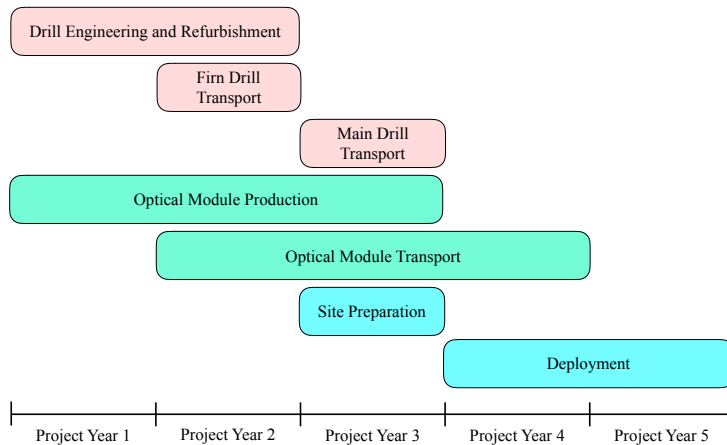 Drill Engineering and Refurbishment
Firn Drill
Transport
Main Drill
Transport
Optical Module Production
Optical Module Transport
Site Preparation
Deployment
Project Year 1 Project Year 2 Project Year 3 Project Year 4 Project Year 5